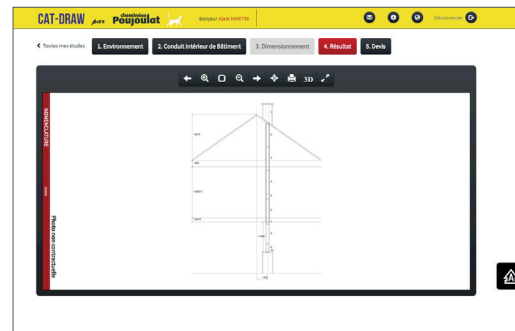 CAT-DRAW par cheminées Poujoulat
Bonjour Alain MARTIN
Déconnecter
Toutes mes études
1. Environnement
2. Conduit intérieur de Bâtiment
3. Dimensionnement
4. Résultat
5. Devis
3D
NOMENCLATURE
Photo non contractuelle